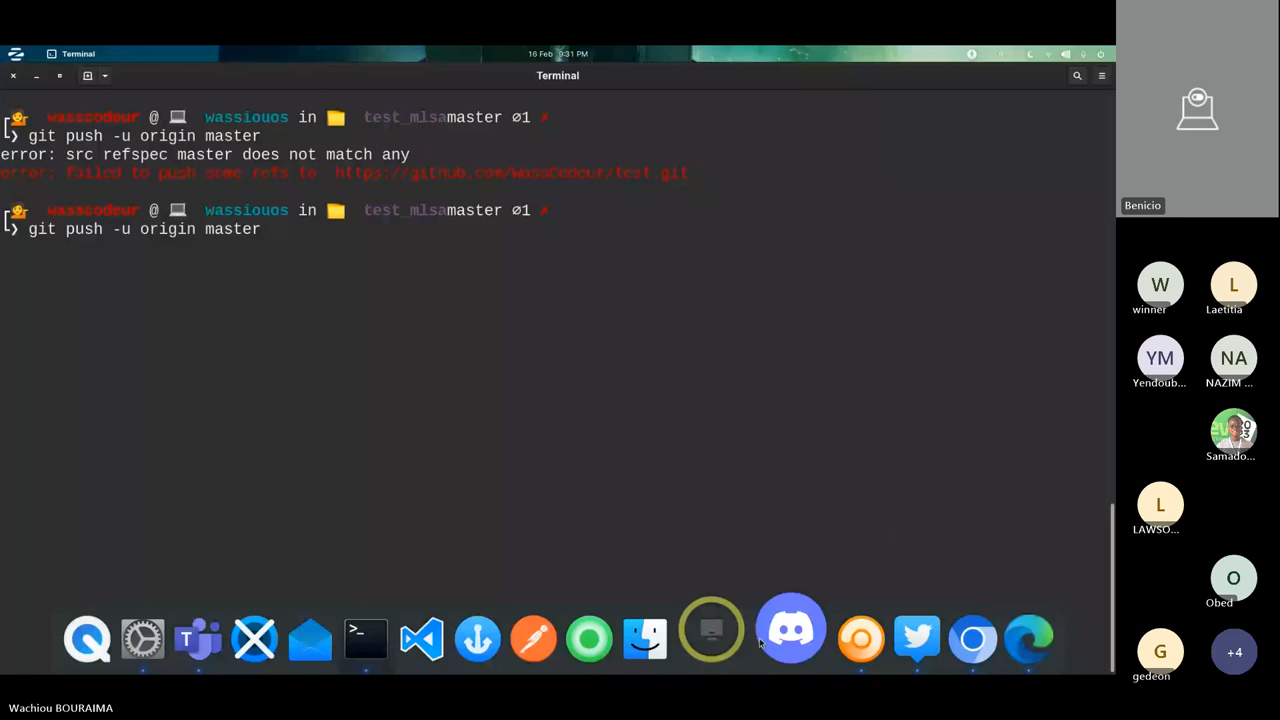 Terminal
16 Feb 9:31 PM
Terminal
wasscodeur @ wassiouos in test_mlsamaster ∅1 ✗
❯ git push -u origin master
error: src refspec master does not match any
error: failed to push some refs to https://github.com/WassCodeur/test.git
wasscodeur @ wassiouos in test_mlsamaster ∅1 ✗
❯ git push -u origin master
Benicio
W
winner
L
Laetitia
YM
Yendoub...
NA
NAZIM ...
Samado...
L
LAWSO...
O
Obed
G
gedeon
+4
Wachiou BOURAIMA